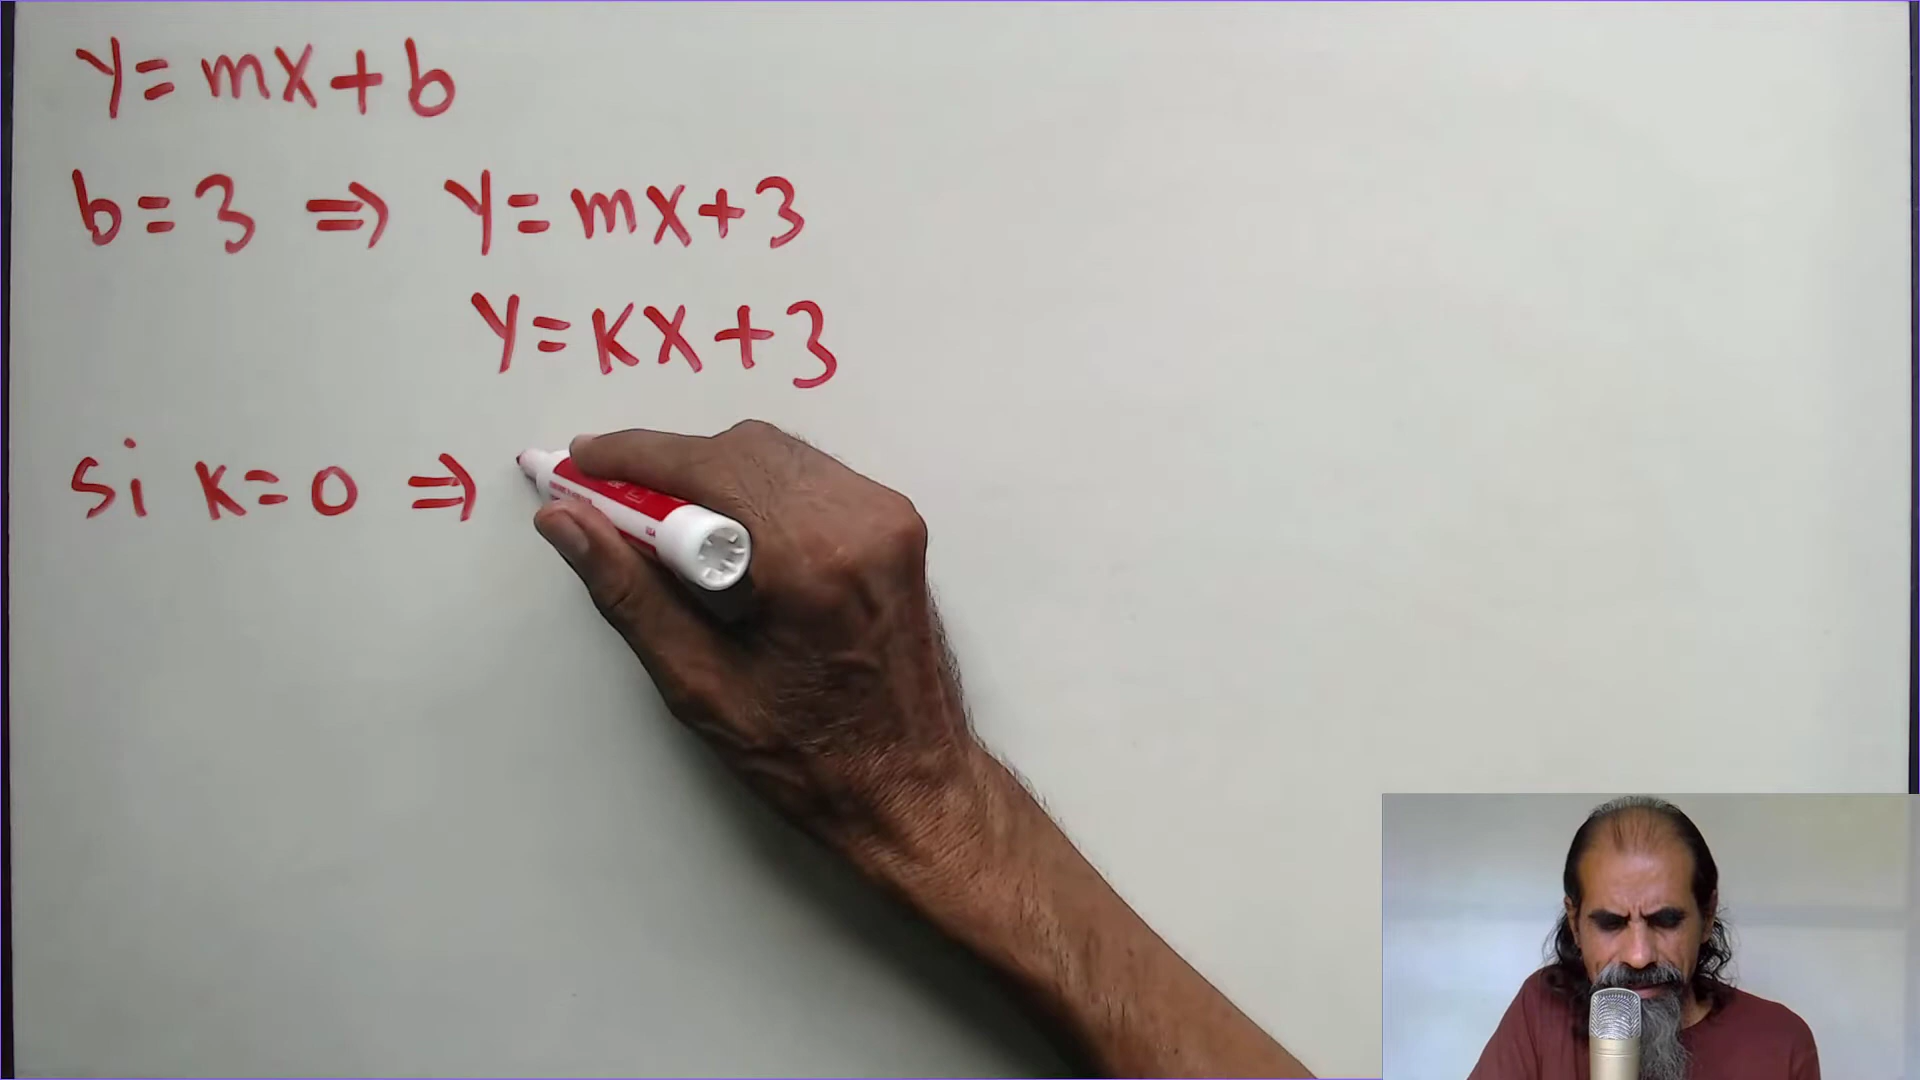 y = mx + b
b = 3 ⇒ y = mx + 3
y = kx + 3
si k = 0 ⇒